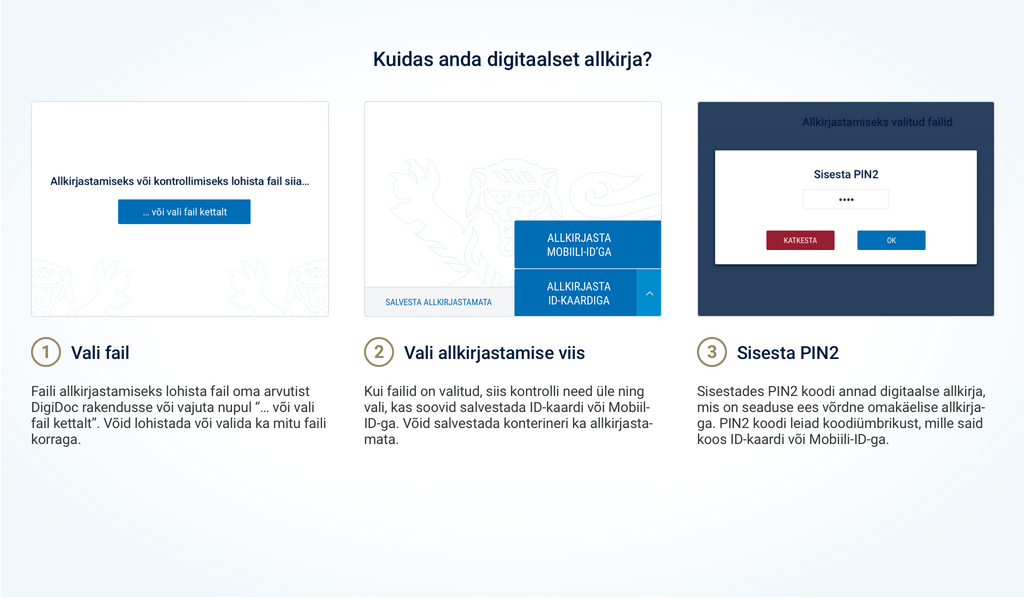 Kuidas anda digitaalset allkirja?
Allkirjastamiseks või kontrollimiseks lohista fail siia...
... või vali fail kettalt
ALLKIRJASTA
MOBIILI-ID'GA
ALLKIRJASTA
ID-KAARDIGA
SALVESTA ALLKIRJASTAMATA
Allkirjastamiseks valitud failid
Sisesta PIN2
••••
KATKESTA
OK
1 Vali fail
Faili allkirjastamiseks lohista fail oma arvutist
DigiDoc rakendusse või vajuta nupul “... või vali
fail kettalt”. Võid lohistada või valida ka mitu faili
korraga.
2 Vali allkirjastamise viis
Kui failid on valitud, siis kontrolli need üle ning
vali, kas soovid salvestada ID-kaardi või Mobiil-
ID-ga. Võid salvestada konterineri ka allkirjasta-
mata.
3 Sisesta PIN2
Sisestades PIN2 koodi annad digitaalse allkirja,
mis on seaduse ees võrdne omakäelise allkirja-
ga. PIN2 koodi leiad koodiümbrikust, mille said
koos ID-kaardi või Mobiili-ID-ga.